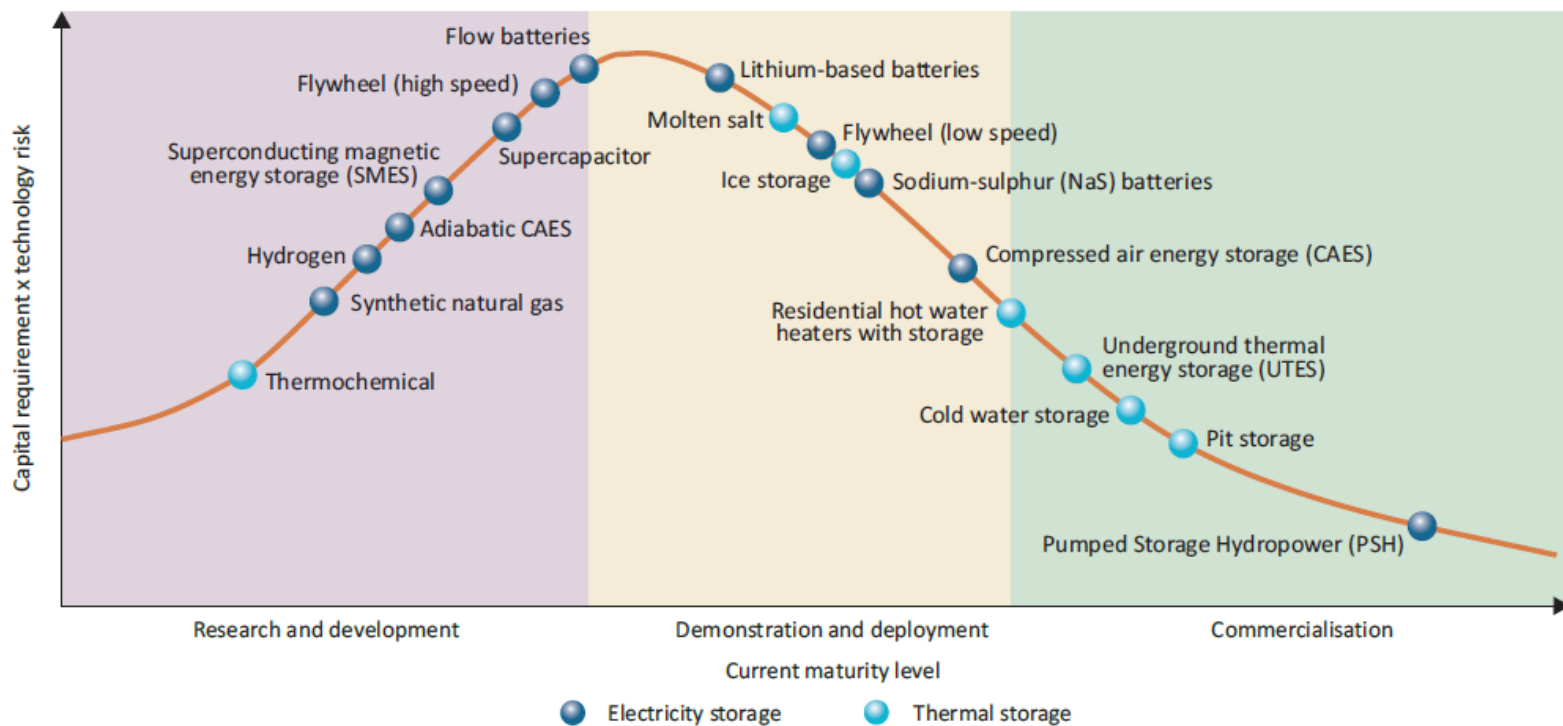 Capital requirement x technology risk
Flow batteries
Flywheel (high speed)
Lithium-based batteries
Molten salt
Flywheel (low speed)
Supercapacitor
Superconducting magnetic
energy storage (SMES)
Ice storage
Sodium-sulphur (NaS) batteries
Adiabatic CAES
Hydrogen
Compressed air energy storage (CAES)
Synthetic natural gas
Residential hot water
heaters with storage
Underground thermal
energy storage (UTES)
Thermochemical
Cold water storage
Pit storage
Pumped Storage Hydropower (PSH)
Research and development
Demonstration and deployment
Commercialisation
Current maturity level
Electricity storage
Thermal storage